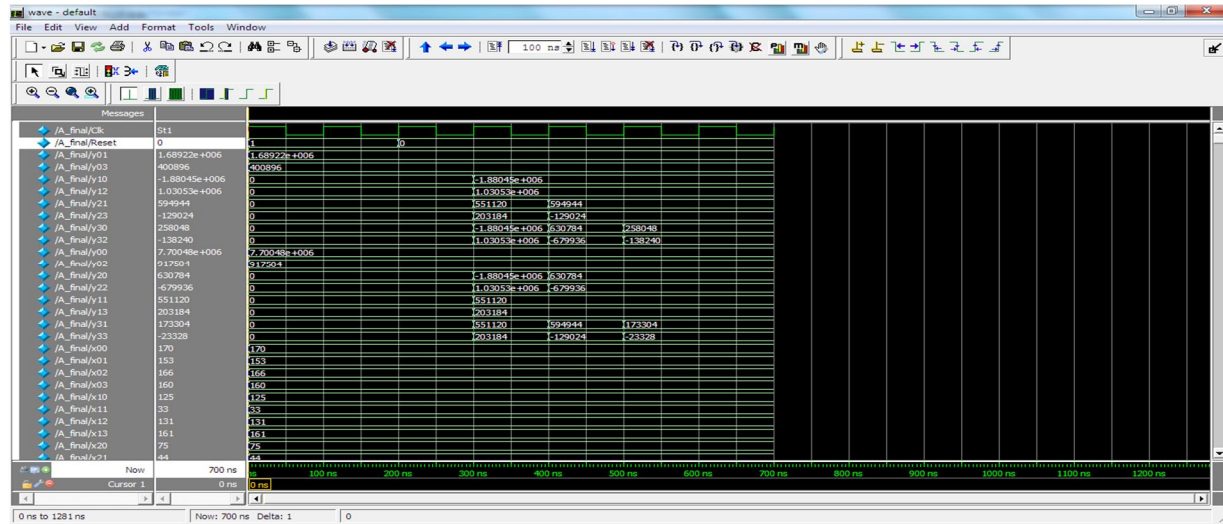 wave - default
File Edit View Add Format Tools Window
100 ns
Messages
/A_final/Clk St1
/A_final/Reset 0 1 0
/A_final/y01 1.68922e+006 1.68922e+006
/A_final/y03 400896 400896
/A_final/y10 -1.88045e+006 0 -1.88045e+006
/A_final/y12 1.03053e+006 0 1.03053e+006
/A_final/y21 594944 0 551120 594944
/A_final/y23 -129024 0 203184 -129024
/A_final/y30 258048 0 -1.88045e+006 630784 258048
/A_final/y32 -138240 0 1.03053e+006 -679936 -138240
/A_final/y00 7.70048e+006 7.70048e+006
/A_final/y02 917504 917504
/A_final/y20 630784 0 -1.88045e+006 630784
/A_final/y22 -679936 0 1.03053e+006 -679936
/A_final/y11 551120 0 551120
/A_final/y13 203184 0 203184
/A_final/y31 173304 0 551120 594944 173304
/A_final/y33 -23328 0 203184 -129024 -23328
/A_final/x00 170 170
/A_final/x01 153 153
/A_final/x02 166 166
/A_final/x03 160 160
/A_final/x10 125 125
/A_final/x11 33 33
/A_final/x12 131 131
/A_final/x13 161 161
/A_final/x20 75 75
/A_final/x21 44 44
Now 700 ns ns 100 ns 200 ns 300 ns 400 ns 500 ns 600 ns 700 ns 800 ns 900 ns 1000 ns 1100 ns 1200 ns
Cursor 1 0 ns 0 ns
0 ns to 1281 ns Now: 700 ns Delta: 1 0